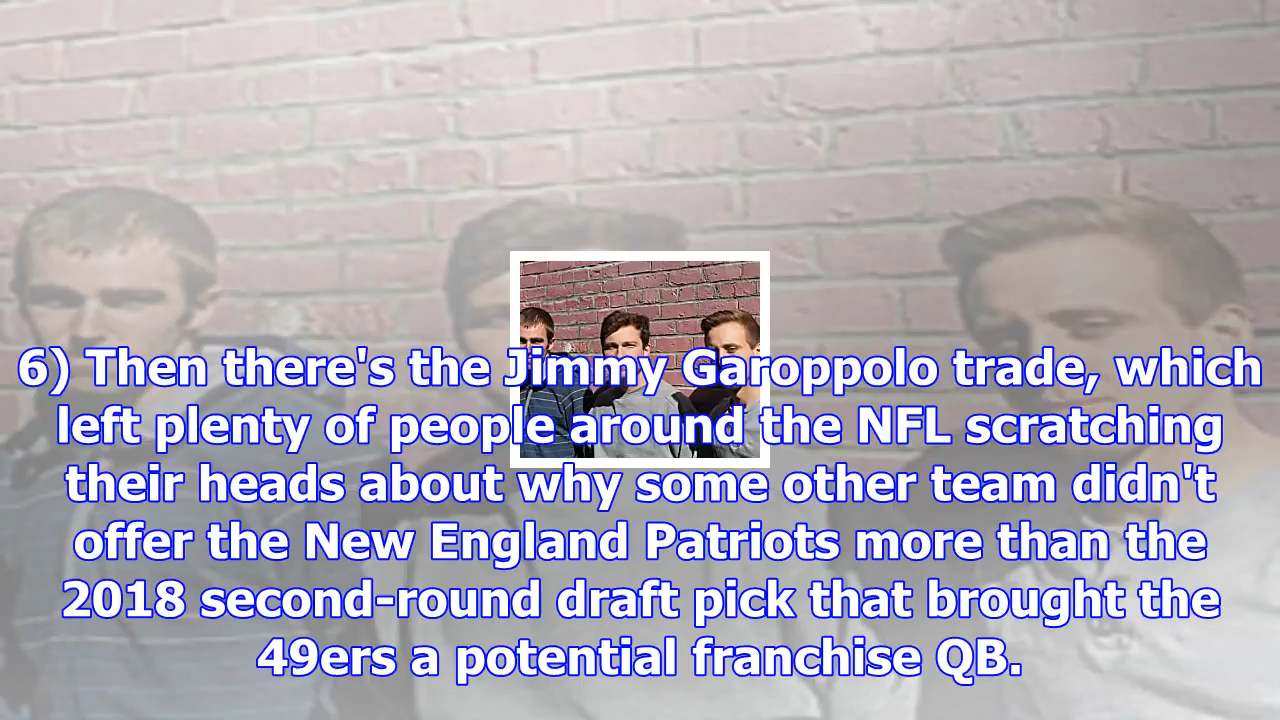 6) Then there's the Jimmy Garoppolo trade, which
left plenty of people around the NFL scratching
their heads about why some other team didn't
offer the New England Patriots more than the
2018 second-round draft pick that brought the
49ers a potential franchise QB.